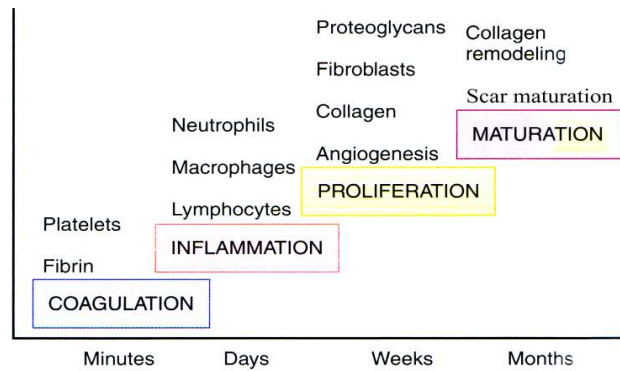 Proteoglycans
Fibroblasts
Collagen
Angiogenesis
PROLIFERATION
Collagen
remodeling
Scar maturation
MATURATION
Neutrophils
Macrophages
Lymphocytes
INFLAMMATION
Platelets
Fibrin
COAGULATION
Minutes Days Weeks Months